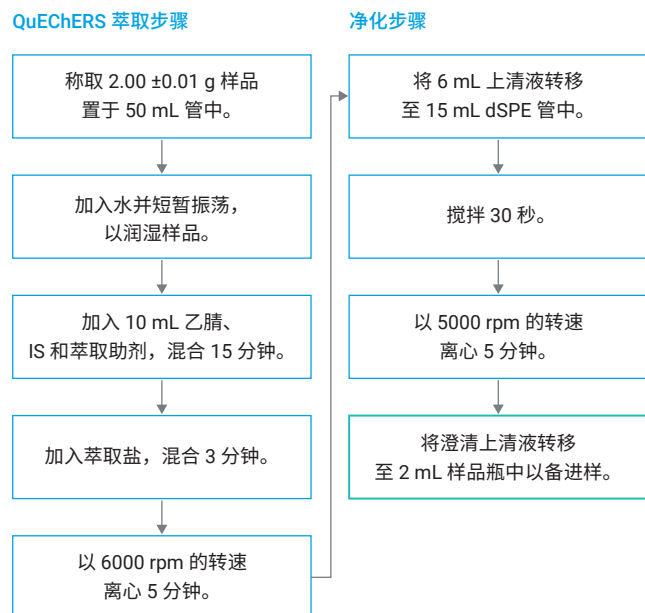 QuEChERS 萃取步骤
称取 2.00 ±0.01 g 样品
置于 50 mL 管中。
加入水并短暂振荡，
以润湿样品。
加入 10 mL 乙腈、
IS 和萃取助剂，混合 15 分钟。
加入萃取盐，混合 3 分钟。
以 6000 rpm 的转速
离心 5 分钟。
净化步骤
将 6 mL 上清液转移
至 15 mL dSPE 管中。
搅拌 30 秒。
以 5000 rpm 的转速
离心 5 分钟。
将澄清上清液转移
至 2 mL 样品瓶中以备进样。